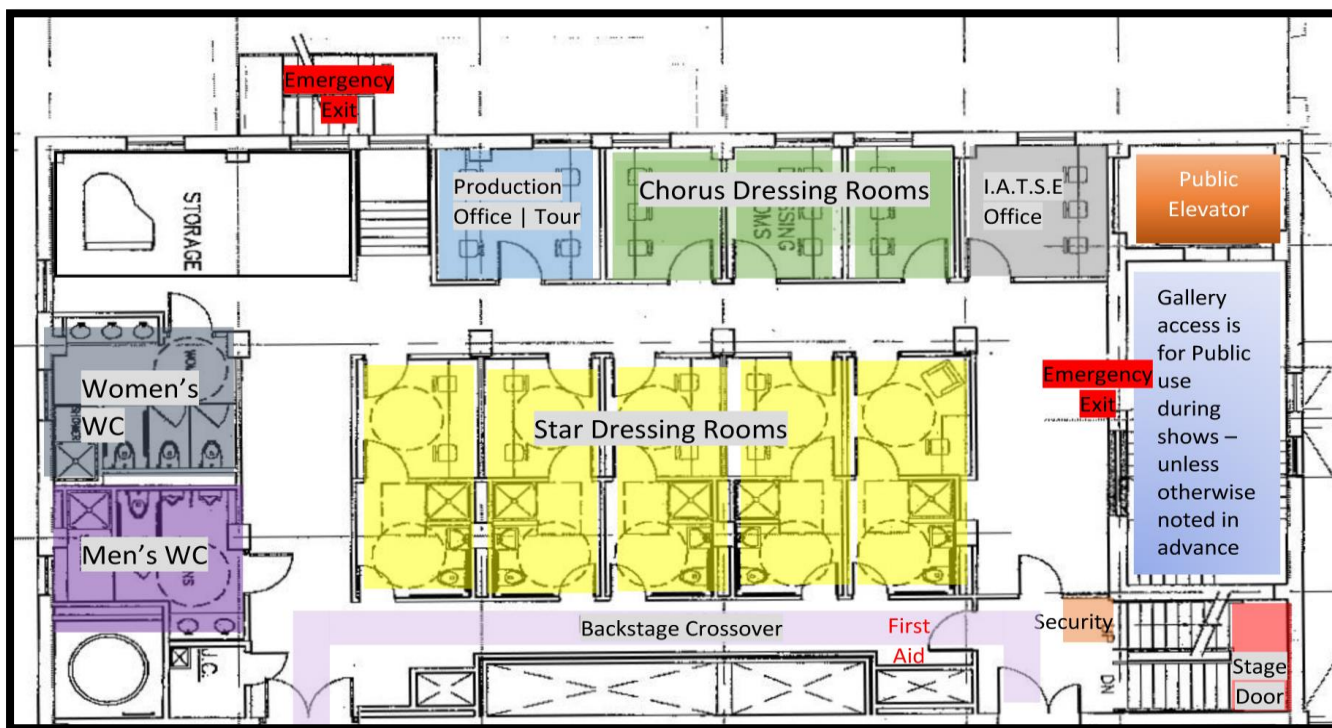 Emergency
Exit
STORAGE
Production
Office | Tour
Chorus Dressing Rooms
I.A.T.S.E
Office
Public
Elevator
Gallery
access is
for Public
use
during
shows –
unless
otherwise
noted in
advance
Emergency
Exit
Women's
WC
Star Dressing Rooms
Men's WC
Backstage Crossover
First
Aid
Security
DN
Stage
Door
J.C.